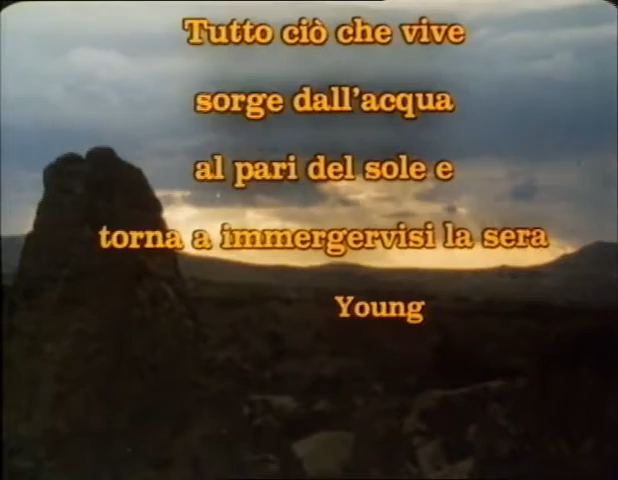 Tutto ciò che vive
sorge dall'acqua
al pari del sole e
torna a immergervisi la sera
Young